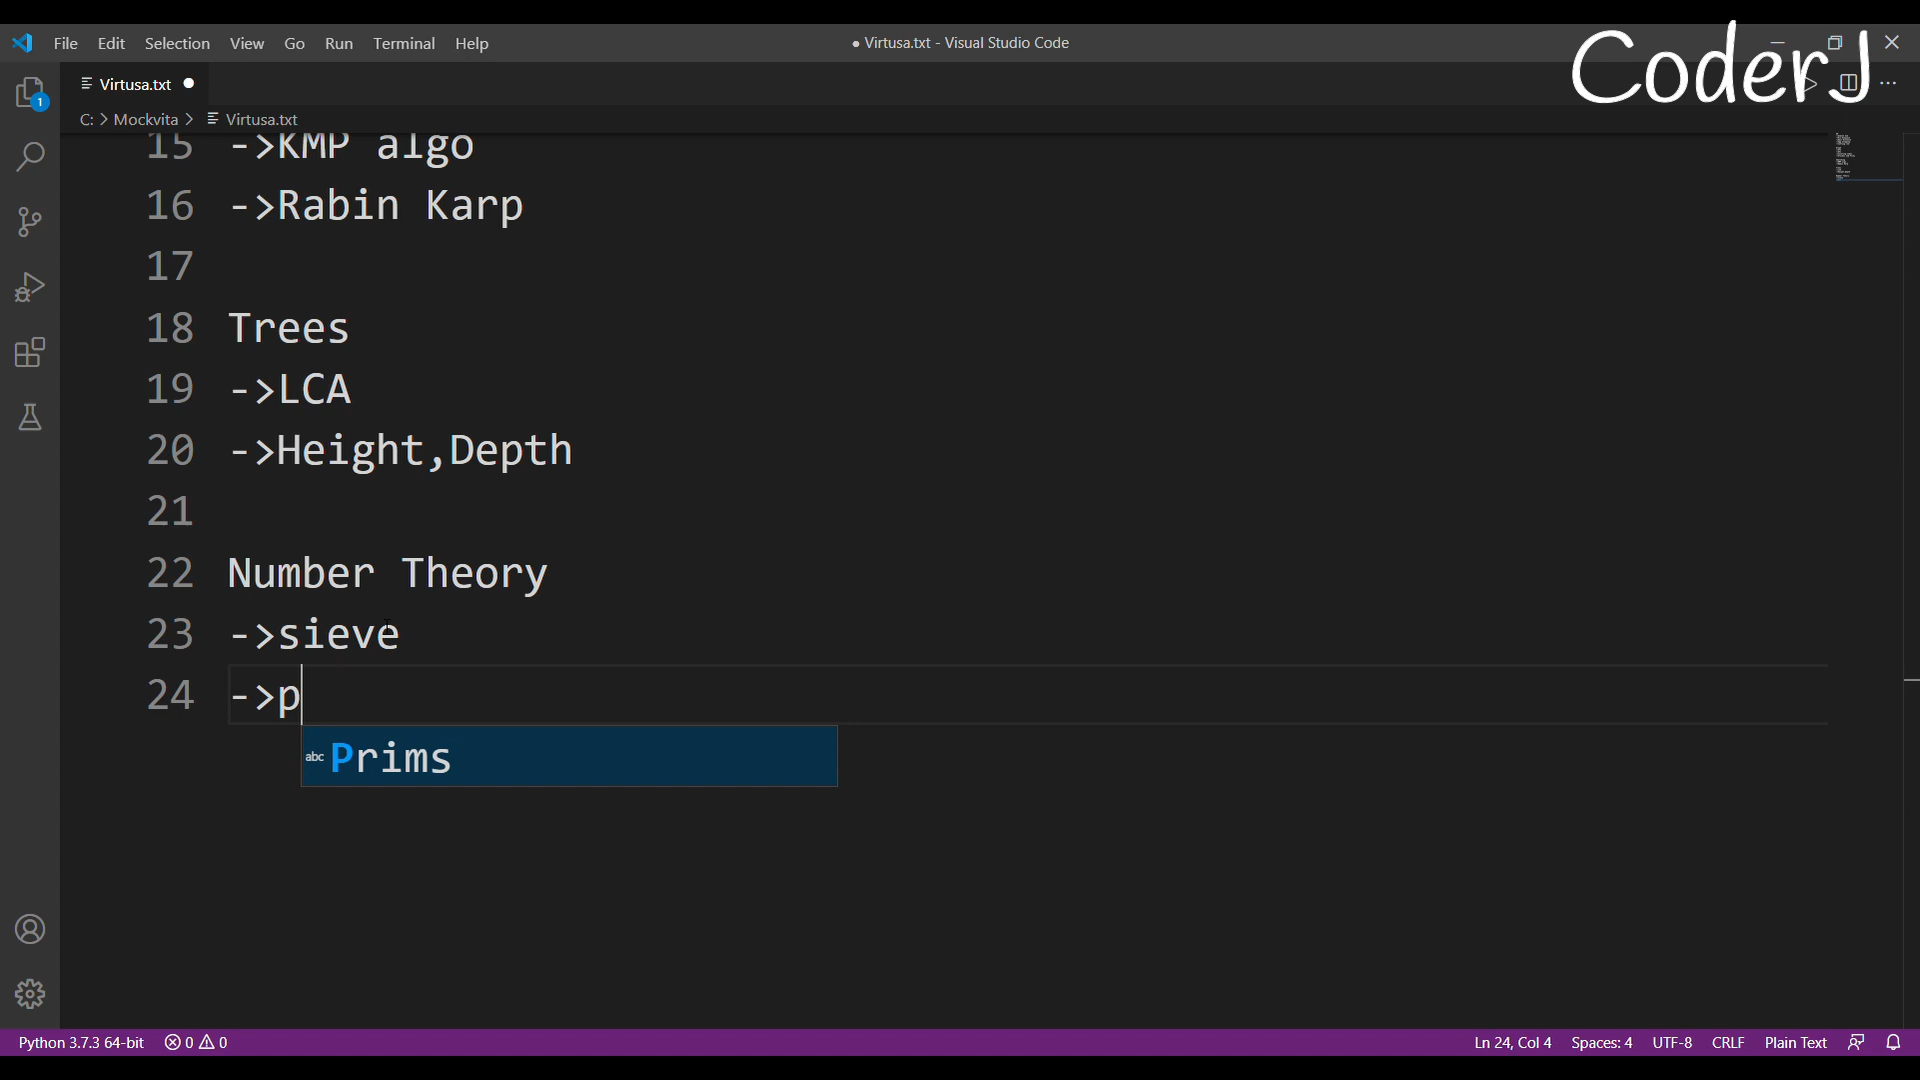 File Edit Selection View Go Run Terminal Help
● Virtusa.txt - Visual Studio Code
CoderJ
Virtusa.txt
C: > Mockvita > Virtusa.txt
15 ->KMP algo
16 ->Rabin Karp
17
18 Trees
19 ->LCA
20 ->Height,Depth
21
22 Number Theory
23 ->sieve
24 ->p
abc Prims
1
Python 3.7.3 64-bit 0 0 Ln 24, Col 4 Spaces: 4 UTF-8 CRLF Plain Text